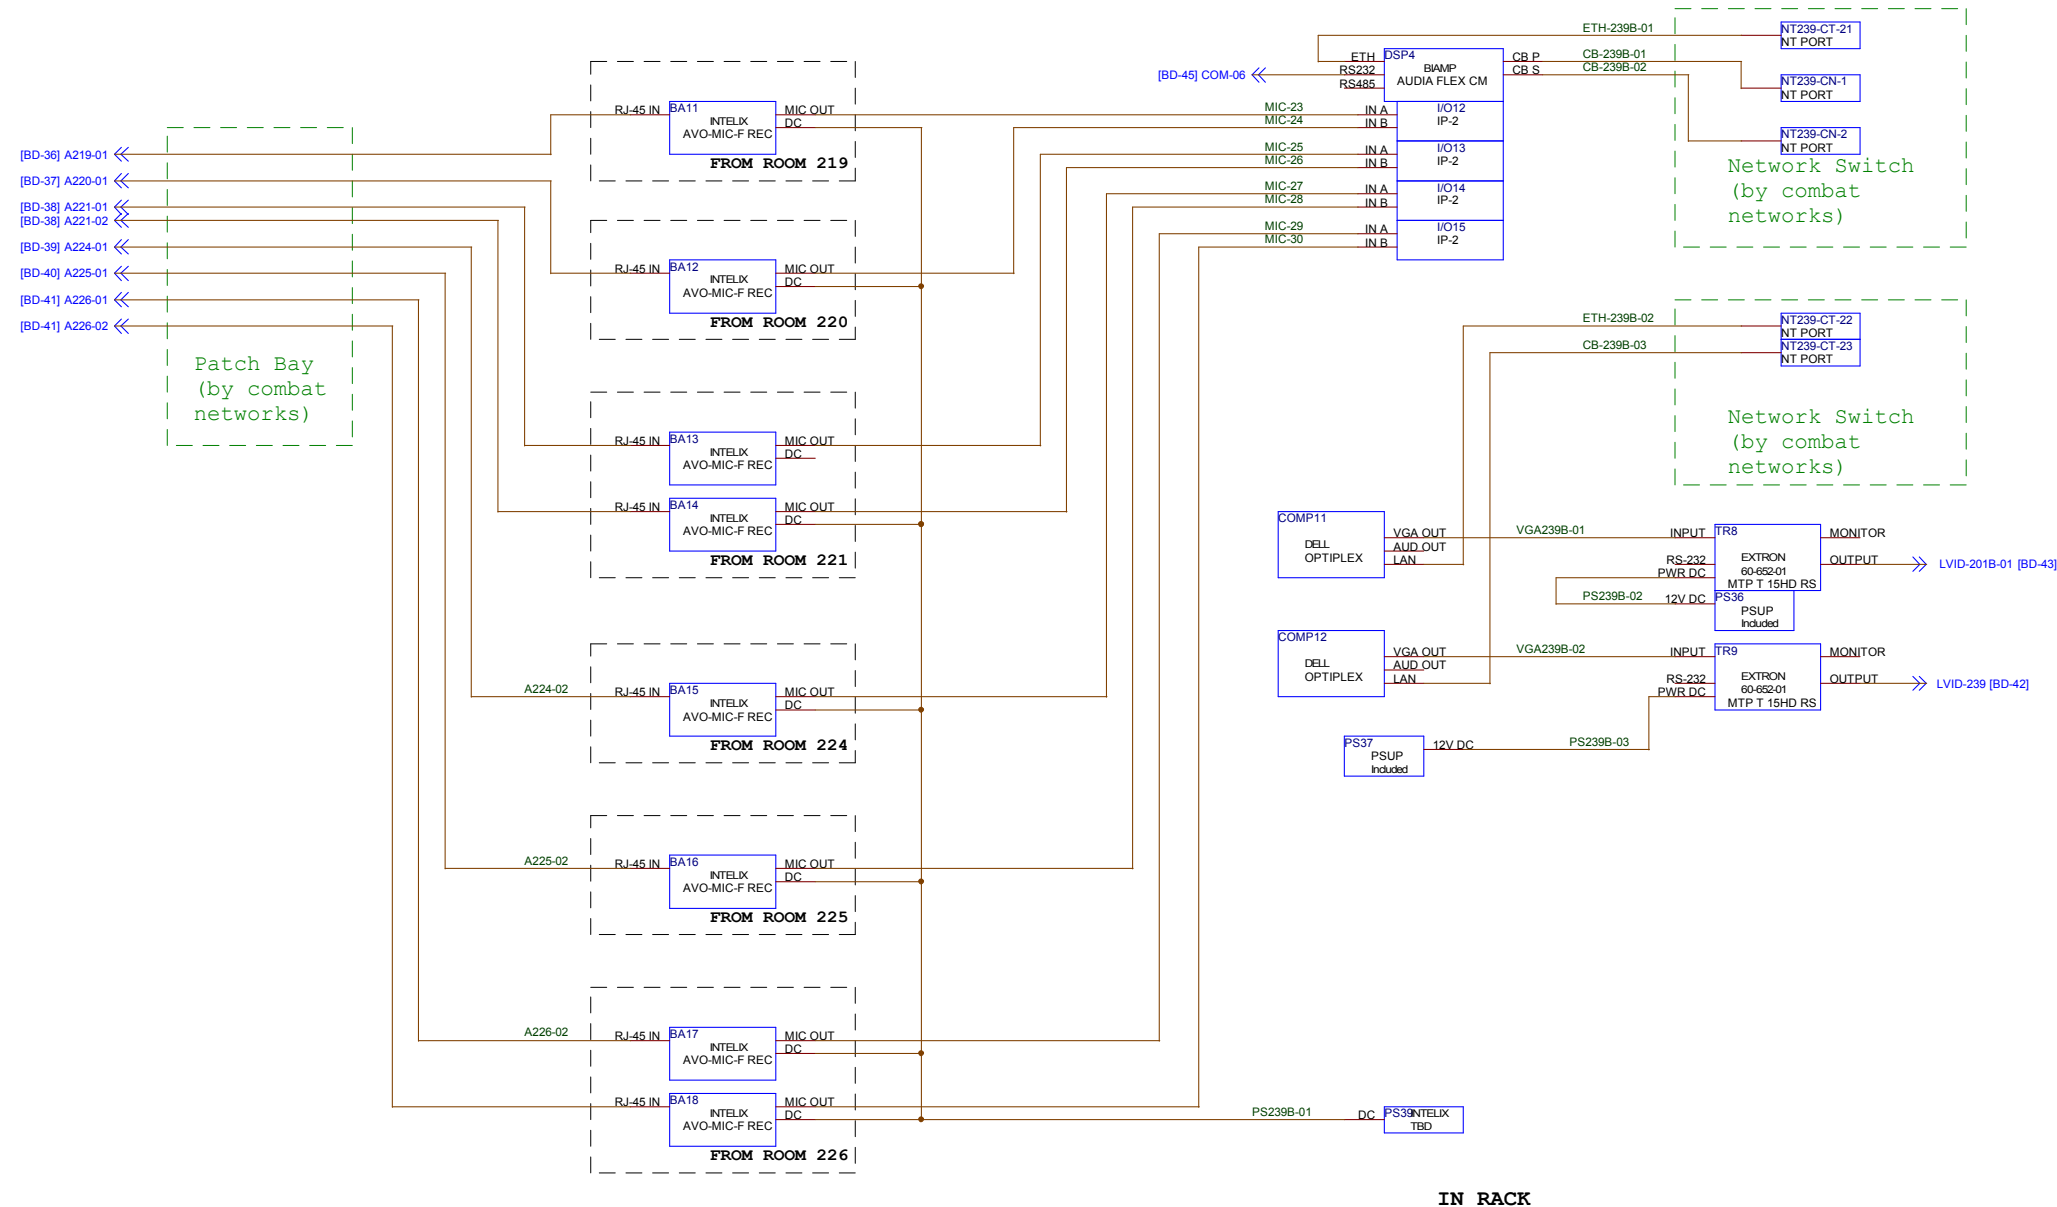 [BD-36] A219-01
[BD-37] A220-01
[BD-38] A221-01
[BD-38] A221-02
[BD-39] A224-01
[BD-40] A225-01
[BD-41] A226-01
[BD-41] A226-02
Patch Bay
(by combat
networks)
RJ-45 IN
BA11
INTELIX
AVO-MIC-F REC
MIC OUT
DC
FROM ROOM 219
RJ-45 IN
BA12
INTELIX
AVO-MIC-F REC
MIC OUT
DC
FROM ROOM 220
RJ-45 IN
BA13
INTELIX
AVO-MIC-F REC
MIC OUT
DC
RJ-45 IN
BA14
INTELIX
AVO-MIC-F REC
MIC OUT
DC
FROM ROOM 221
A224-02
RJ-45 IN
BA15
INTELIX
AVO-MIC-F REC
MIC OUT
DC
FROM ROOM 224
A225-02
RJ-45 IN
BA16
INTELIX
AVO-MIC-F REC
MIC OUT
DC
FROM ROOM 225
A226-02
RJ-45 IN
BA17
INTELIX
AVO-MIC-F REC
MIC OUT
DC
RJ-45 IN
BA18
INTELIX
AVO-MIC-F REC
MIC OUT
DC
FROM ROOM 226
[BD-45] COM-06
ETH
RS232
RS485
DSP4
BIAMP
AUDIA FLEX CM
CB P
CB S
MIC-23
MIC-24
IN A
IN B
I/O12
IP-2
MIC-25
MIC-26
IN A
IN B
I/O13
IP-2
MIC-27
MIC-28
IN A
IN B
I/O14
IP-2
MIC-29
MIC-30
IN A
IN B
I/O15
IP-2
ETH-239B-01
CB-239B-01
CB-239B-02
NT239-CT-21
NT PORT
NT239-CN-1
NT PORT
NT239-CN-2
NT PORT
Network Switch
(by combat
networks)
ETH-239B-02
CB-239B-03
NT239-CT-22
NT PORT
NT239-CT-23
NT PORT
Network Switch
(by combat
networks)
COMP11
DELL
OPTIPLEX
VGA OUT
AUD OUT
LAN
VGA239B-01
INPUT
RS-232
PWR DC
TR8
EXTRON
60-652-01
MTP T 15HD RS
MONITOR
OUTPUT
LVID-201B-01 [BD-43]
PS239B-02
12V DC
PS36
PSUP
Included
COMP12
DELL
OPTIPLEX
VGA OUT
AUD OUT
LAN
VGA239B-02
INPUT
RS-232
PWR DC
TR9
EXTRON
60-652-01
MTP T 15HD RS
MONITOR
OUTPUT
LVID-239 [BD-42]
PS37
PSUP
Included
12V DC
PS239B-03
PS239B-01
DC
PS39
INTELIX
TBD
IN RACK